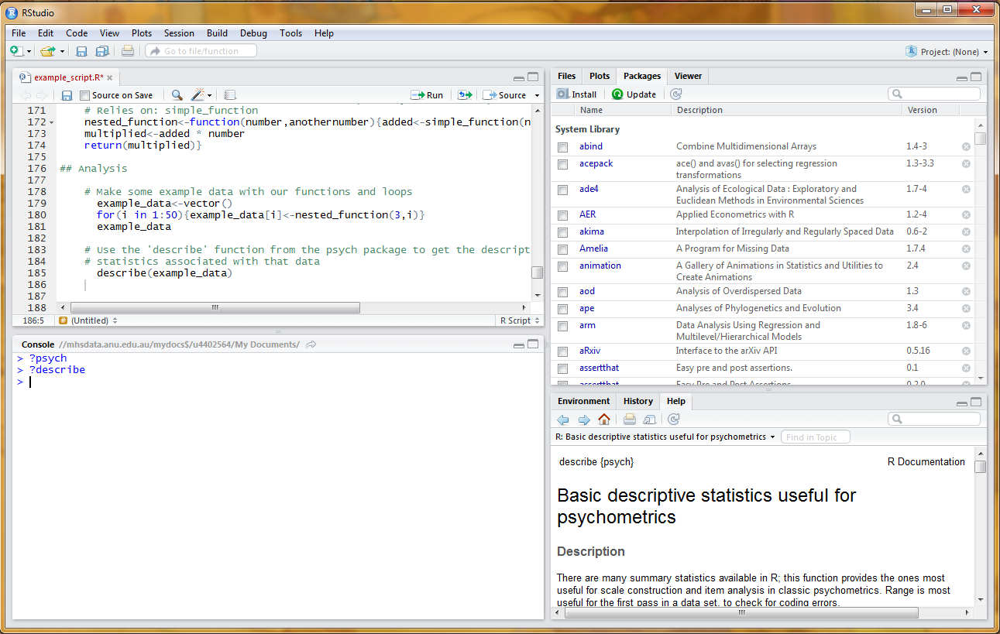 RStudio
File Edit Code View Plots Session Build Debug Tools Help
Go to file/function
Project: (None)
example_script.R*
Source on Save
Run
Source
171 # Relies on: simple_function
172 nested_function<-function(number,anothernumber){added<-simple_function(n
173 multiplied<-added * number
174 return(multiplied)}
175
176 ## Analysis
177
178 # Make some example data with our functions and loops
179 example_data<-vector()
180 for(i in 1:50){example_data[i]<-nested_function(3,i)}
181 example_data
182
183 # Use the 'describe' function from the psych package to get the descript
184 # statistics associated with that data
185 describe(example_data)
186
187
188
186:5 # (Untitled) R Script
Console //mhsdata.anu.edu.au/mydocs$/u4402564/My Documents/
> ?psych
> ?describe
>
Files Plots Packages Viewer
Install Update
Name Description Version
System Library
abind Combine Multidimensional Arrays 1.4-3
acepack ace() and avas() for selecting regression 1.3-3.3
transformations
ade4 Analysis of Ecological Data : Exploratory and 1.7-4
Euclidean Methods in Environmental Sciences
AER Applied Econometrics with R 1.2-4
akima Interpolation of Irregularly and Regularly Spaced Data 0.6-2
Amelia A Program for Missing Data 1.7.4
animation A Gallery of Animations in Statistics and Utilities to 2.4
Create Animations
aod Analysis of Overdispersed Data 1.3
ape Analyses of Phylogenetics and Evolution 3.4
arm Data Analysis Using Regression and 1.8-6
Multilevel/Hierarchical Models
aRxiv Interface to the arXiv API 0.5.16
assertthat Easy pre and post assertions. 0.1
assertthat Easy Pre and Post Assertions 0.2.0
Environment History Help
R: Basic descriptive statistics useful for psychometrics Find in Topic
describe {psych} R Documentation
Basic descriptive statistics useful for
psychometrics
Description
There are many summary statistics available in R; this function provides the ones most
useful for scale construction and item analysis in classic psychometrics. Range is most
useful for the first pass in a data set, to check for coding errors.